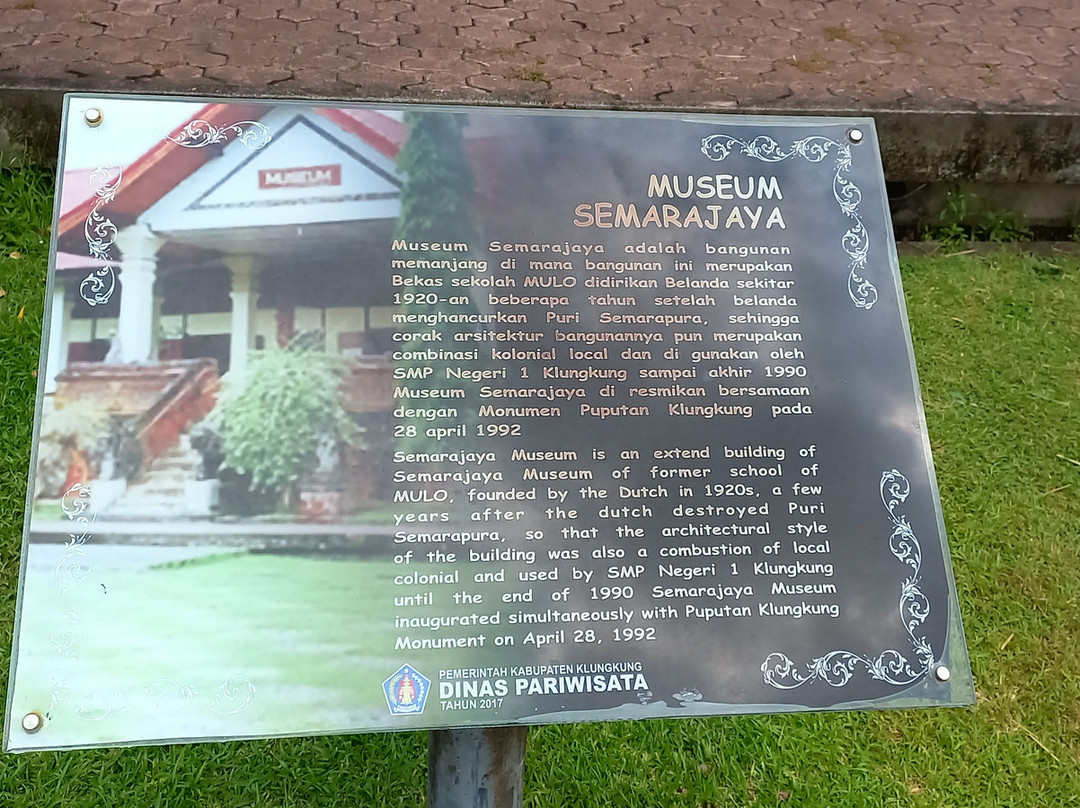 MUSEUM
MUSEUM
SEMARAJAYA
Museum Semarajaya adalah bangunan
memanjang di mana bangunan ini merupakan
Bekas sekolah MULO didirikan Belanda sekitar
1920-an beberapa tahun setelah belanda
menghancurkan Puri Semarapura, sehingga
corak arsitektur bangunannya pun merupakan
combinasi kolonial local dan di gunakan oleh
SMP Negeri 1 Klungkung sampai akhir 1990
Museum Semarajaya di resmikan bersamaan
dengan Monumen Puputan Klungkung pada
28 april 1992
Semarajaya Museum is an extend building of
Semarajaya Museum of former school of
MULO, founded by the Dutch in 1920s, a few
years after the dutch destroyed Puri
Semarapura, so that the architectural style
of the building was also a combustion of local
colonial and used by SMP Negeri 1 Klungkung
until the end of 1990 Semarajaya Museum
inaugurated simultaneously with Puputan Klungkung
Monument on April 28, 1992
PEMERINTAH KABUPATEN KLUNGKUNG
DINAS PARIWISATA
TAHUN 2017